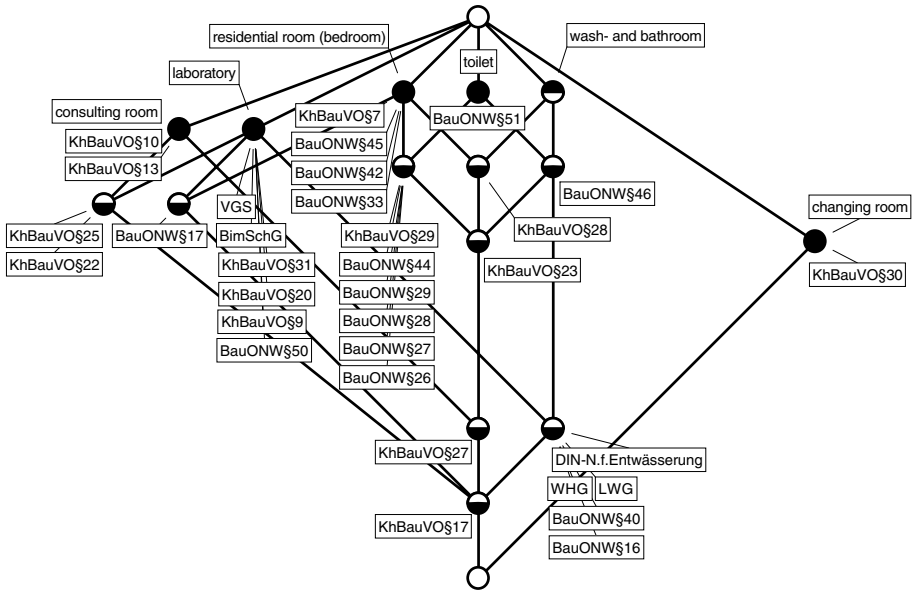 residential room (bedroom)
wash- and bathroom
toilet
laboratory
consulting room
KhBauVO§7
BauONW§51
KhBauVO§10
BauONW§45
KhBauVO§13
BauONW§42
BauONW§33
BauONW§46
VGS
changing room
KhBauVO§25
BauONW§17
BimSchG
KhBauVO§29
KhBauVO§28
KhBauVO§22
KhBauVO§31
BauONW§44
KhBauVO§23
KhBauVO§30
KhBauVO§20
BauONW§29
KhBauVO§9
BauONW§28
BauONW§50
BauONW§27
BauONW§26
KhBauVO§27
DIN-N.f.Entwässerung
WHG
LWG
KhBauVO§17
BauONW§40
BauONW§16